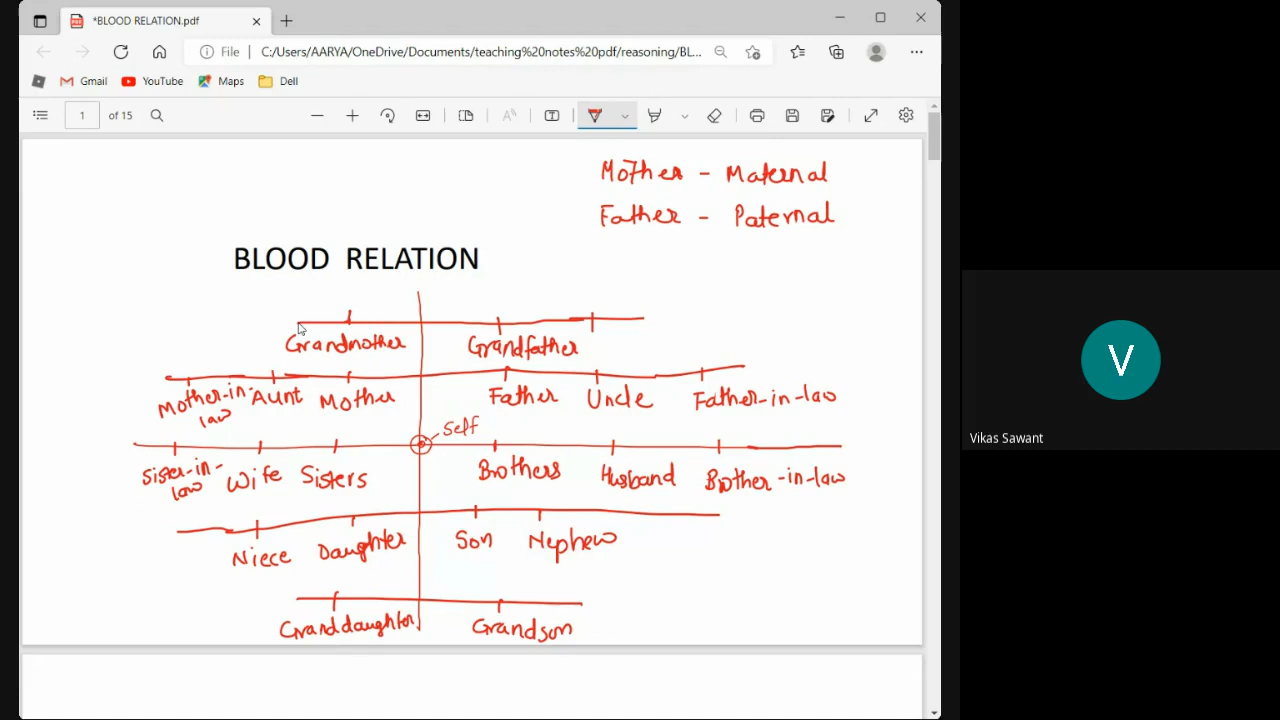 *BLOOD RELATION.pdf
File C:/Users/AARYA/OneDrive/Documents/teaching%20notes%20pdf/reasoning/BL...
Gmail YouTube Maps Dell
1 of 15
Mother - Maternal
Father - Paternal
BLOOD RELATION
Grandmother Grandfather
Mother-in-law Aunt Mother Father Uncle Father-in-law
Self
Sister-in-law Wife Sisters Brothers Husband Brother-in-law
Niece Daughter Son Nephew
Granddaughter Grandson
V
Vikas Sawant